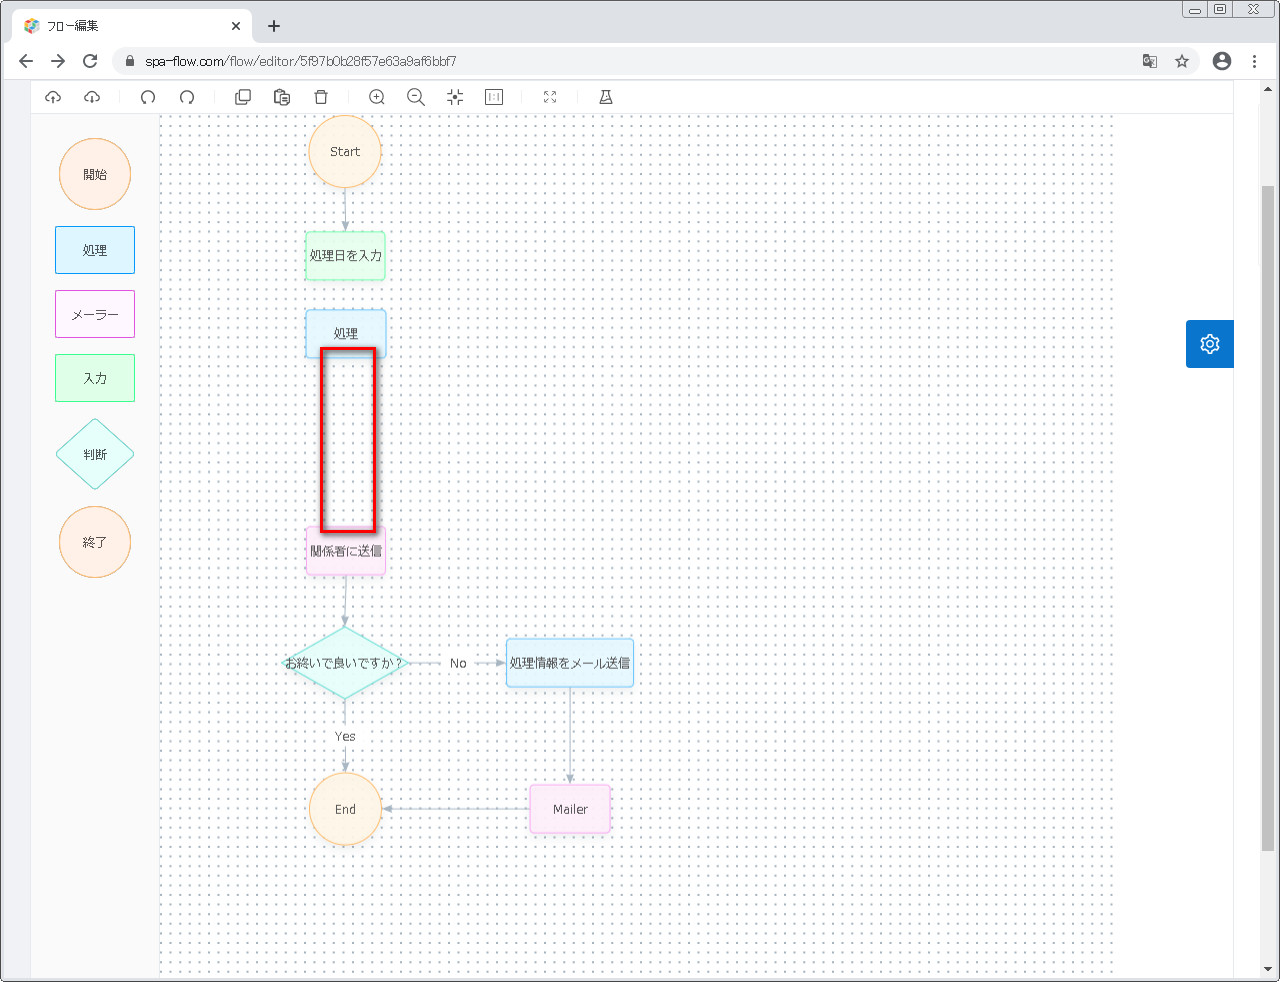 フロー編集
spa-flow.com/flow/editor/5f97b0b28f57e63a9af6bbf7
開始
処理
メーラー
入力
判断
終了
Start
処理日を入力
処理
関係者に送信
お終いで良いですか？
No
処理情報をメール送信
Yes
End
Mailer